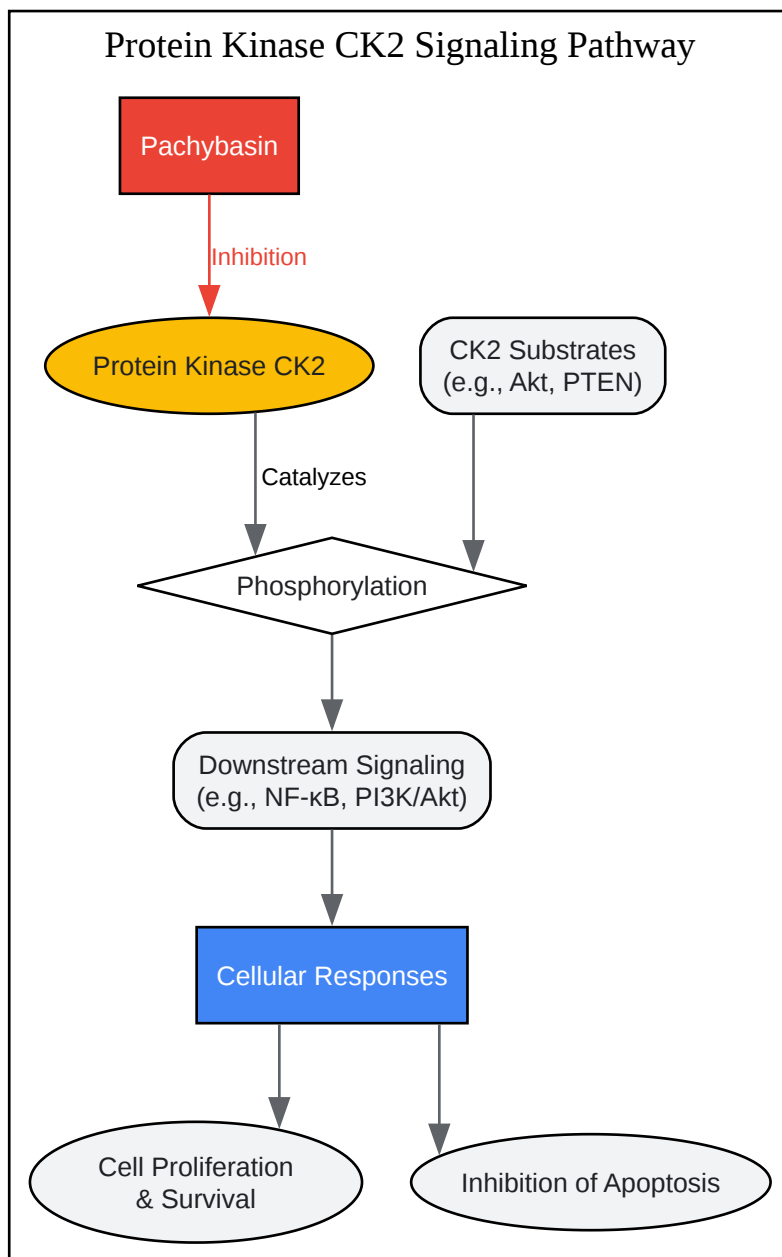 Protein Kinase CK2 Signaling Pathway
Pachybasin
Inhibition
Protein Kinase CK2
CK2 Substrates
(e.g., Akt, PTEN)
Catalyzes
Phosphorylation
Downstream Signaling
(e.g., NF-κB, PI3K/Akt)
Cellular Responses
Cell Proliferation
& Survival
Inhibition of Apoptosis